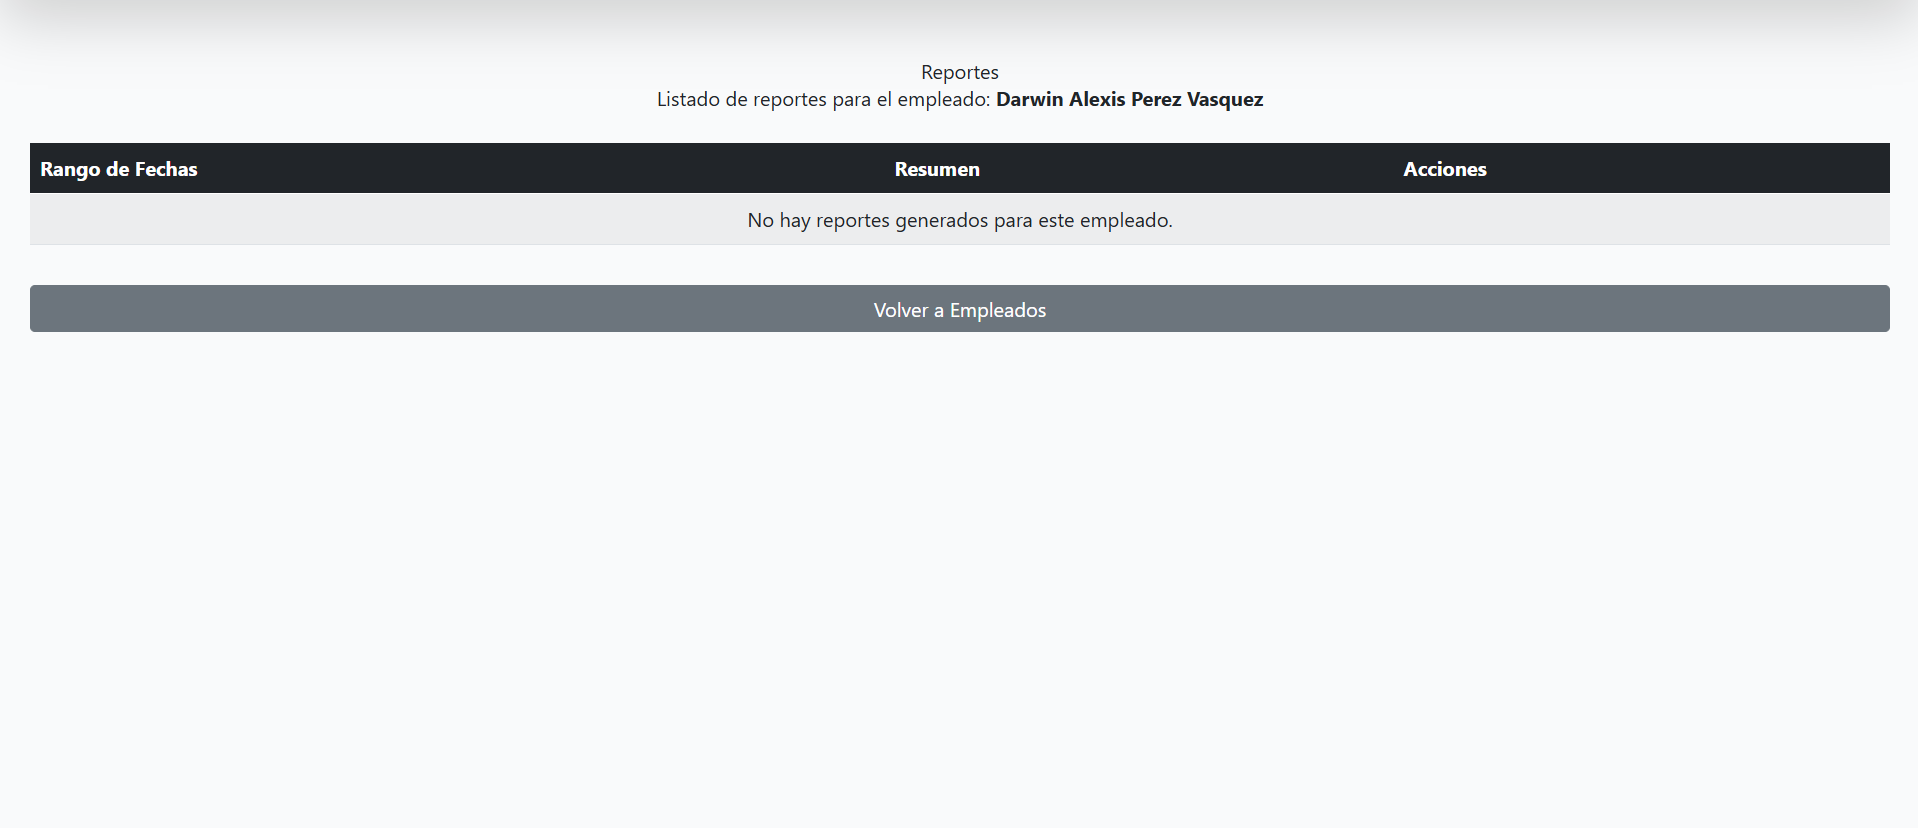 Reportes
Listado de reportes para el empleado: Darwin Alexis Perez Vasquez
Rango de Fechas Resumen Acciones
No hay reportes generados para este empleado.
Volver a Empleados